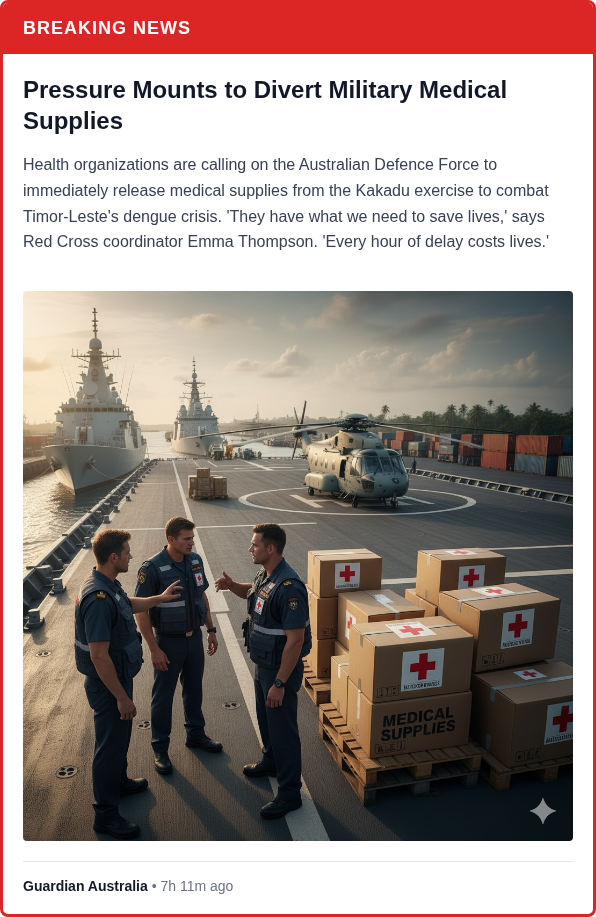 BREAKING NEWS
Pressure Mounts to Divert Military Medical
Supplies
Health organizations are calling on the Australian Defence Force to
immediately release medical supplies from the Kakadu exercise to combat
Timor-Leste's dengue crisis. 'They have what we need to save lives,' says
Red Cross coordinator Emma Thompson. 'Every hour of delay costs lives.'
MEDICAL
SUPPLIES
Guardian Australia • 7h 11m ago